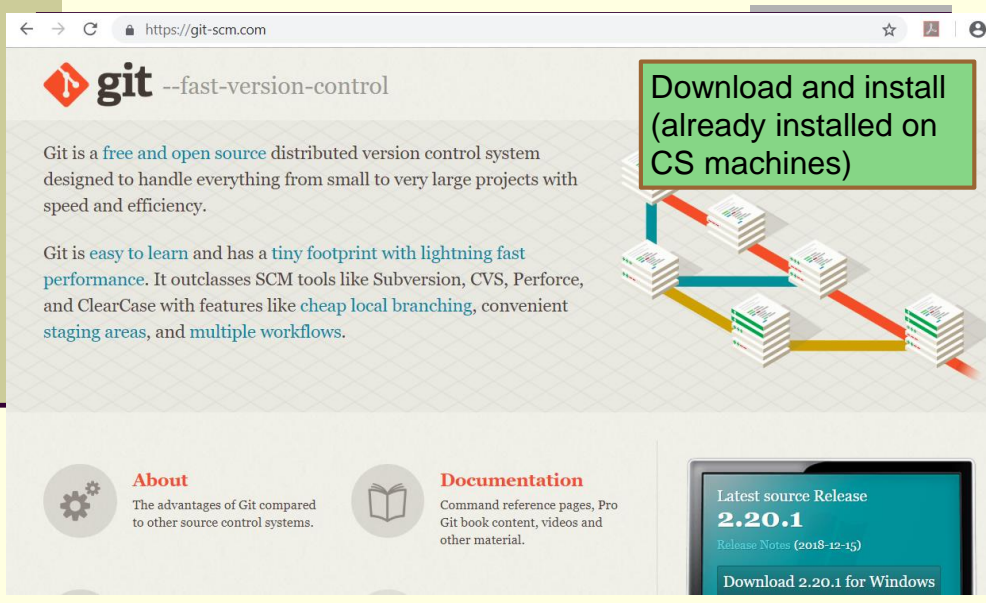 https://git-scm.com
git --fast-version-control
Download and install
(already installed on
CS machines)
Git is a free and open source distributed version control system
designed to handle everything from small to very large projects with
speed and efficiency.
Git is easy to learn and has a tiny footprint with lightning fast
performance. It outclasses SCM tools like Subversion, CVS, Perforce,
and ClearCase with features like cheap local branching, convenient
staging areas, and multiple workflows.
About
The advantages of Git compared
to other source control systems.
Documentation
Command reference pages, Pro
Git book content, videos and
other material.
Latest source Release
2.20.1
Release Notes (2018-12-15)
Download 2.20.1 for Windows